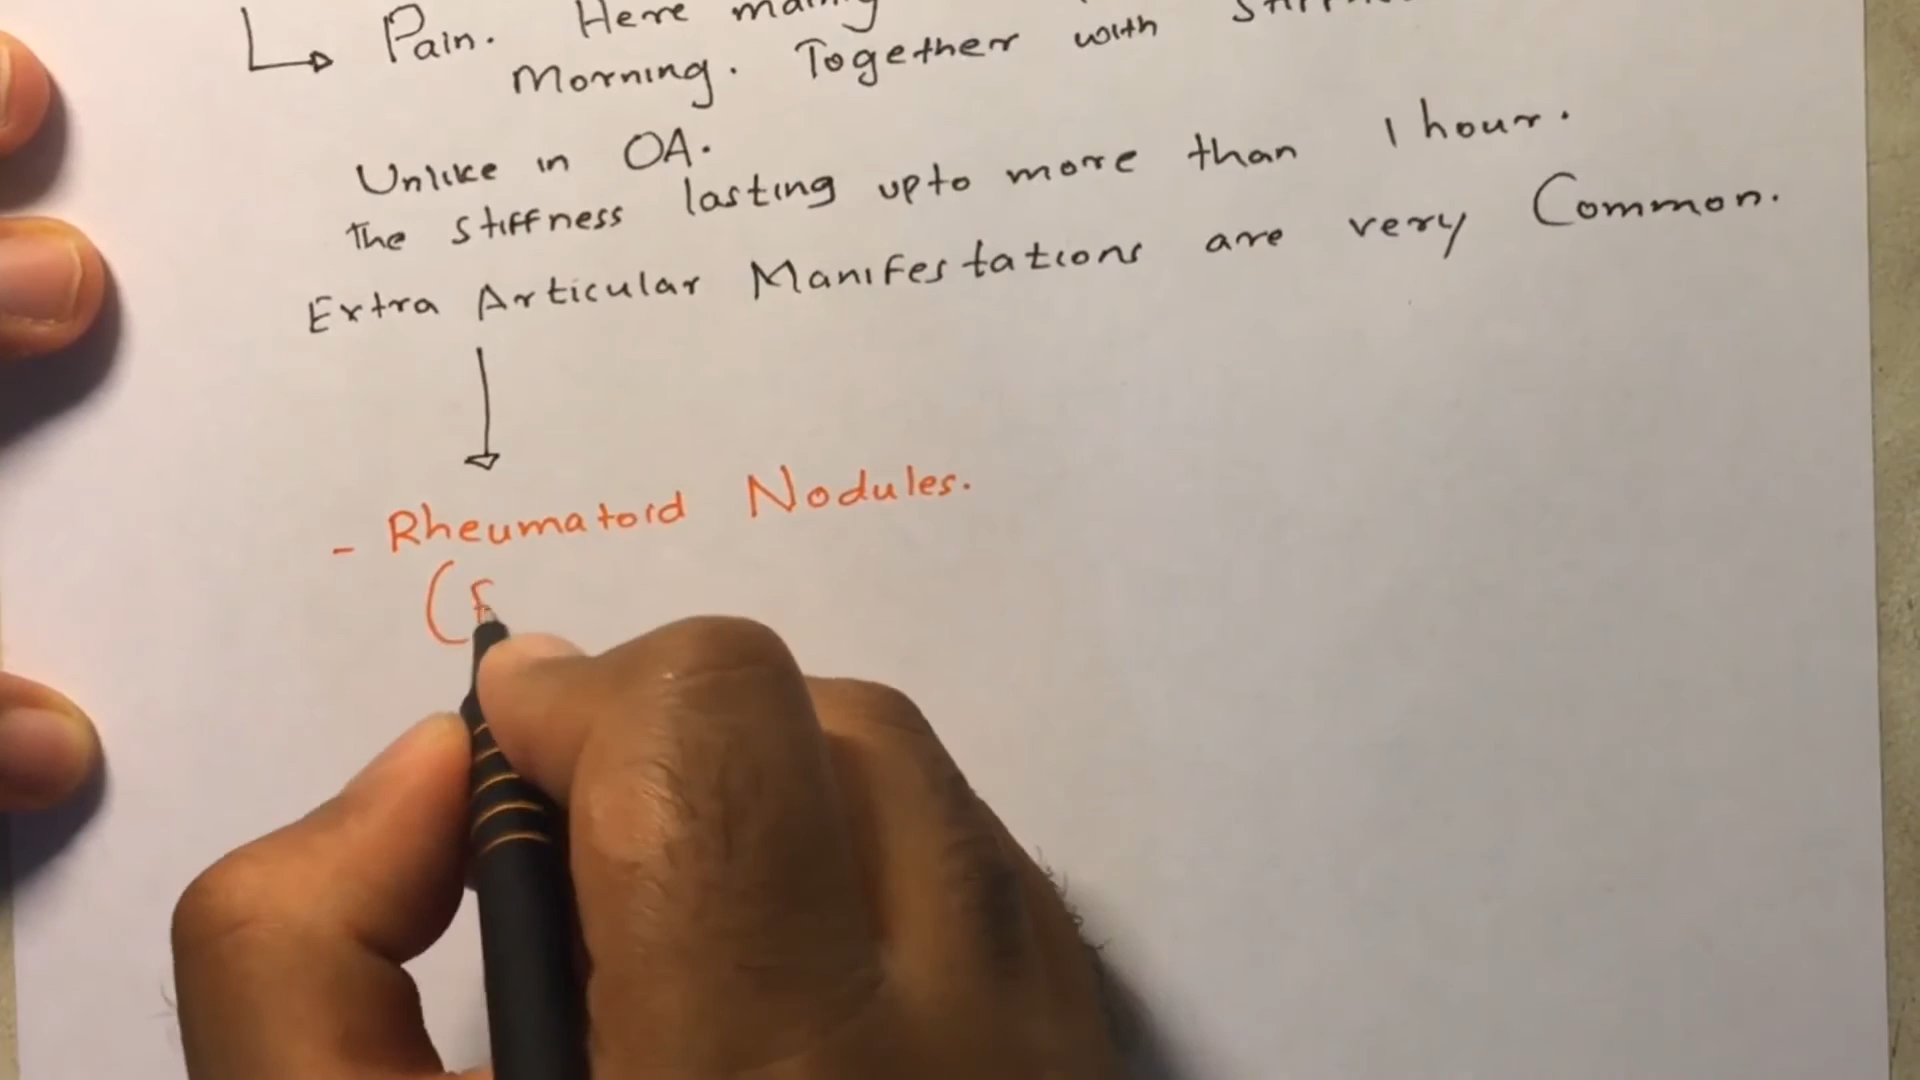 Pain. Here mainly
Morning. Together with
Unlike in OA.
The stiffness lasting upto more than 1 hour.
Extra Articular Manifestations are very Common.
- Rheumatoid Nodules.
(F